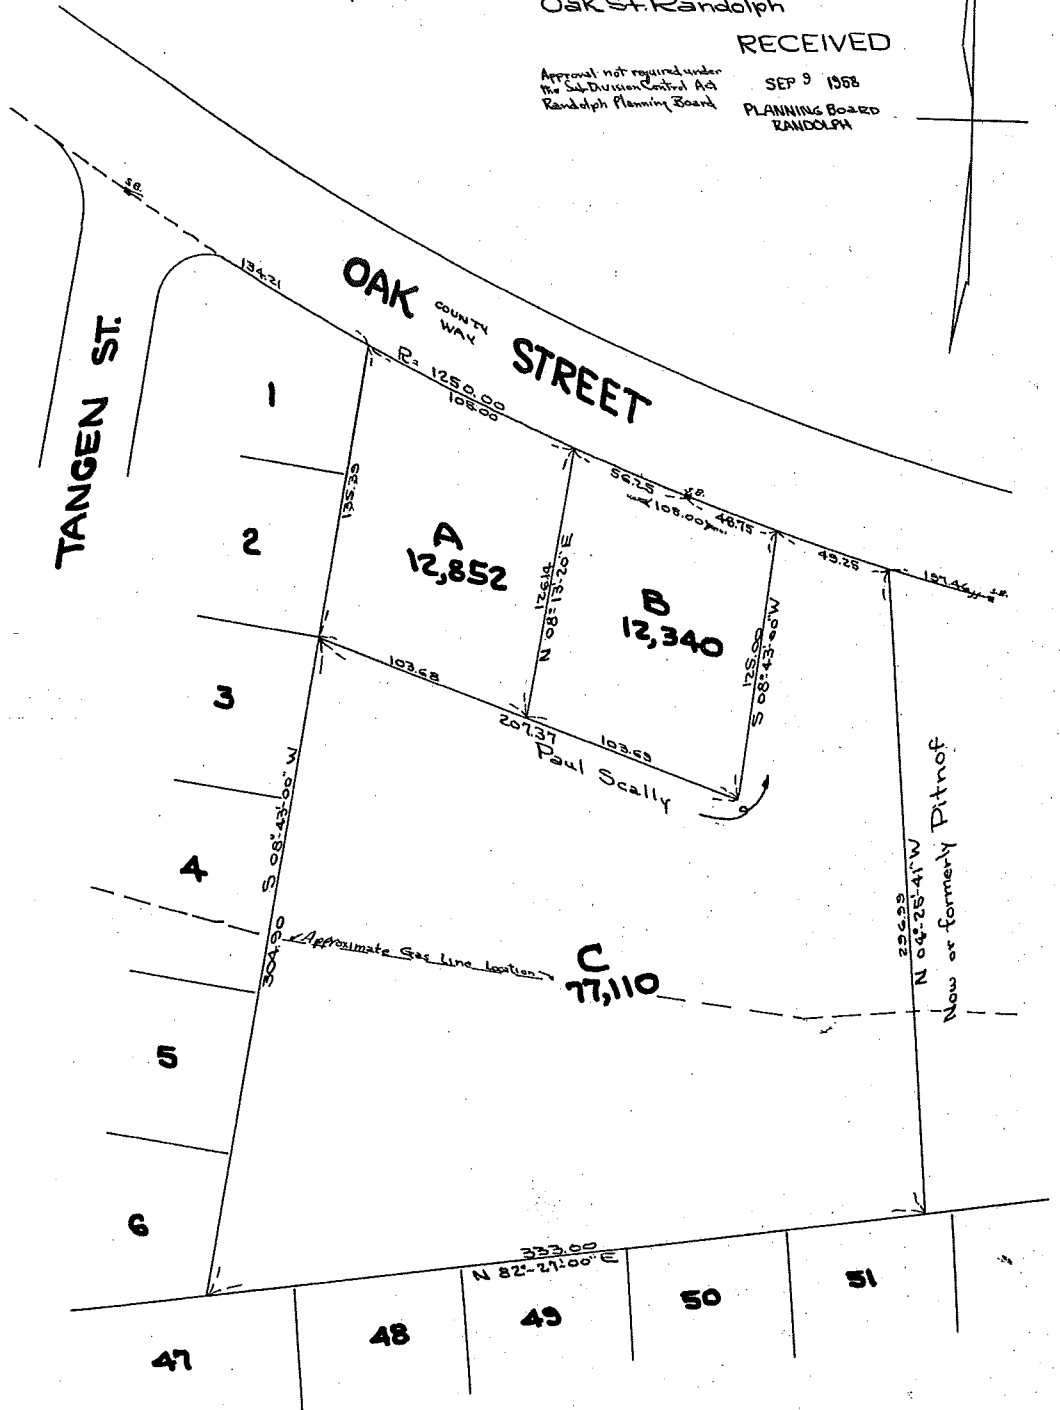 Oak St. Randolph
RECEIVED
Approval not required under
the Sub Division Control Act
Randolph Planning Board
SEP 9 1968
PLANNING BOARD
RANDOLPH
S.B.
134.21
OAK
COUNTY
WAY
STREET
TANGEN ST.
R= 1250.00
105.00
1
135.39
56.25
S.B.
105.00
48.75
49.25
197.46
S.B.
2
A
12,852
126.14
N 08°-13'-20" E
B
12,340
125.00
S 08°-43'-00" W
3
103.68
207.37
103.69
Paul Scally
S 08°-43'-00" W
304.90
4
Approximate Gas Line Location
C
77,110
296.99
N 04°-25'-41" W
Now or formerly Pitnof
5
6
333.00
N 82°-27'-00" E
47
48
49
50
51